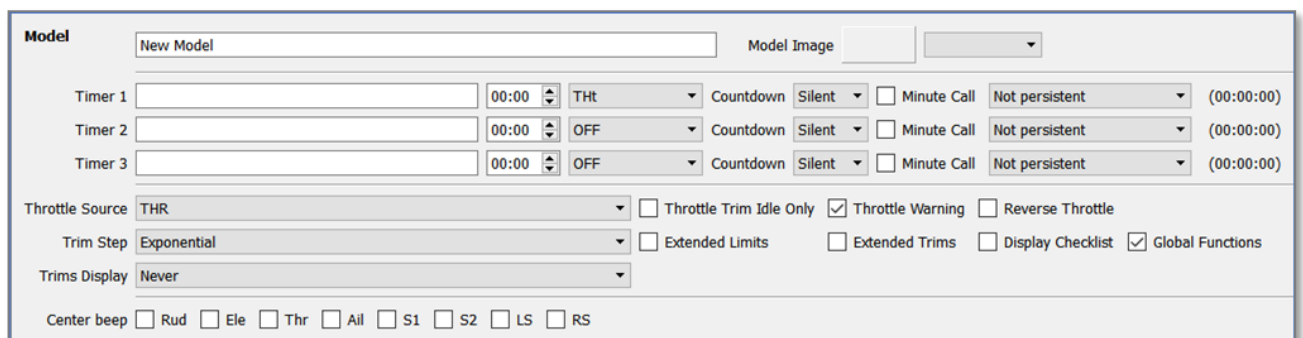 Model New Model Model Image
Timer 1 00:00 THt Countdown Silent Minute Call Not persistent (00:00:00)
Timer 2 00:00 OFF Countdown Silent Minute Call Not persistent (00:00:00)
Timer 3 00:00 OFF Countdown Silent Minute Call Not persistent (00:00:00)
Throttle Source THR Throttle Trim Idle Only Throttle Warning Reverse Throttle
Trim Step Exponential Extended Limits Extended Trims Display Checklist Global Functions
Trims Display Never
Center beep Rud Ele Thr Ail S1 S2 LS RS